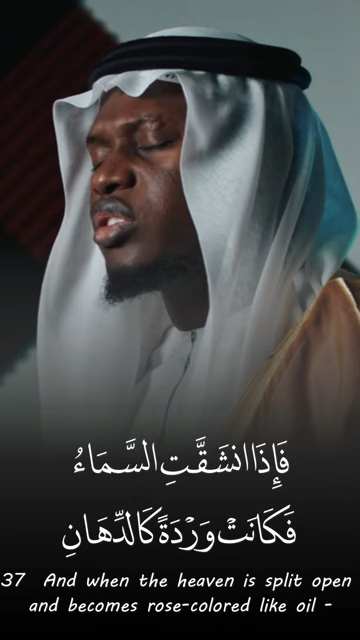 فَإِذَا انشَقَّتِ السَّمَاءُ
فَكَانَتْ وَرْدَةً كَالدِّهَانِ
37 And when the heaven is split open
and becomes rose-colored like oil -